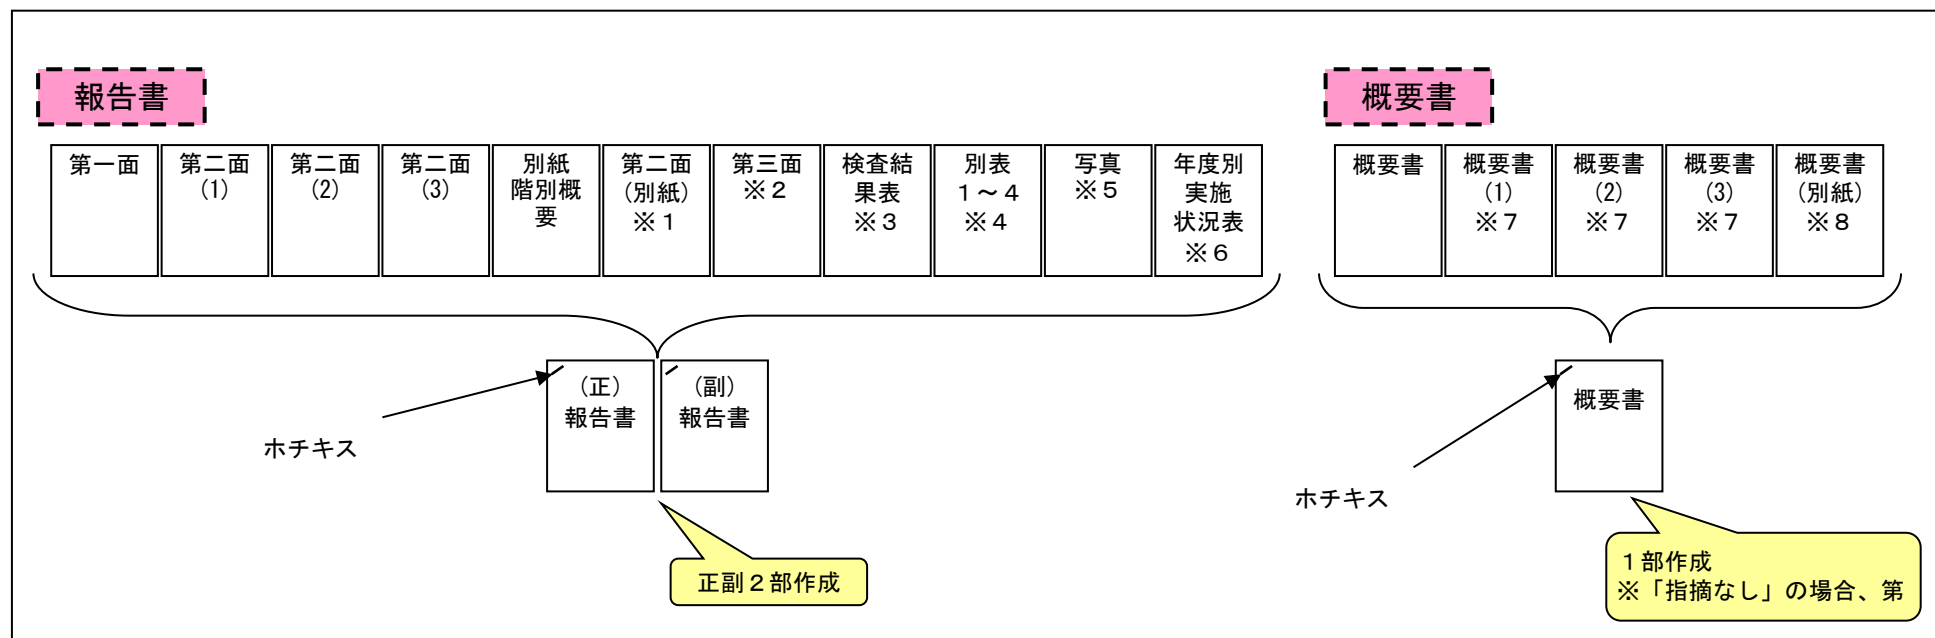 報告書
第一面
第二面
(1)
第二面
(2)
第二面
(3)
別紙
階別概
要
第二面
(別紙)
※１
第三面
※２
検査結
果表
※３
別表
１～４
※４
写真
※５
年度別
実施
状況表
※６
概要書
概要書
概要書
(1)
※７
概要書
(2)
※７
概要書
(3)
※７
概要書
(別紙)
※８
ホチキス
（正）
報告書
（副）
報告書
正副２部作成
ホチキス
概要書
１部作成
※「指摘なし」の場合、第